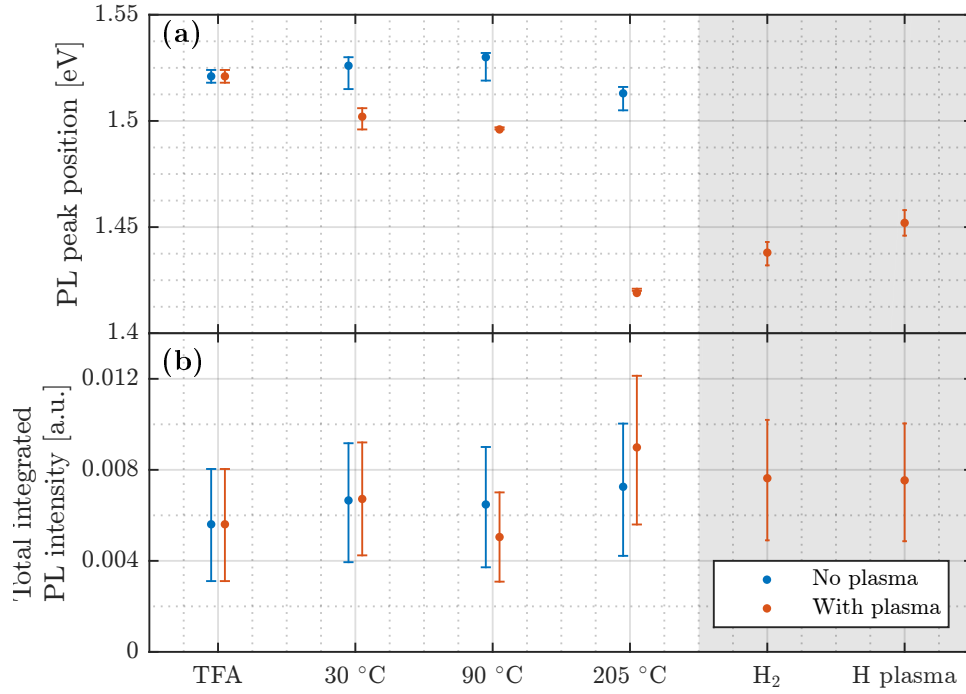 (a)
PL peak position [eV]
1.55
1.5
1.45
1.4
(b)
Total integrated
PL intensity [a.u.]
0.012
0.008
0.004
0
No plasma
With plasma
TFA 30 °C 90 °C 205 °C H₂ H plasma